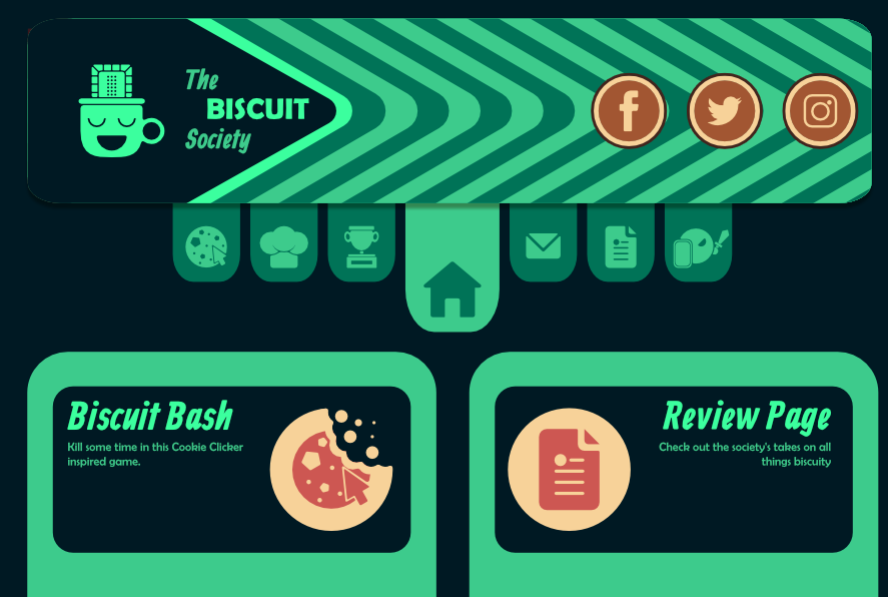 The
BISCUIT
Society
Biscuit Bash
Kill some time in this Cookie Clicker
inspired game.
Review Page
Check out the society's takes on all
things biscuity